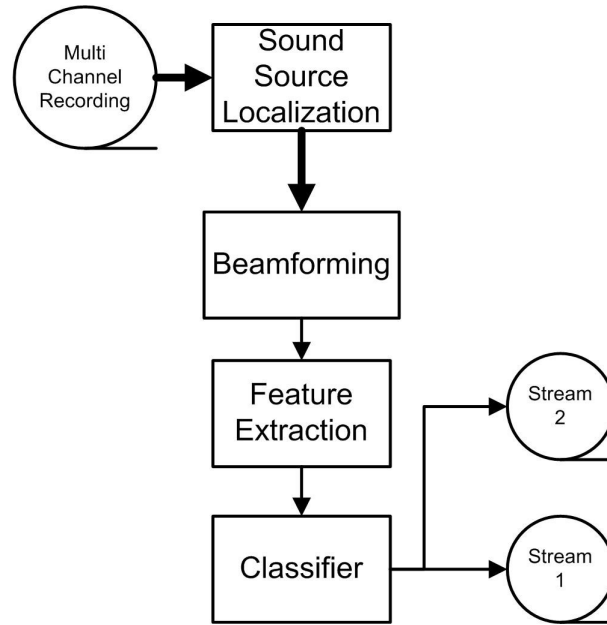 Multi
Channel
Recording
Sound
Source
Localization
Beamforming
Feature
Extraction
Stream
2
Classifier
Stream
1